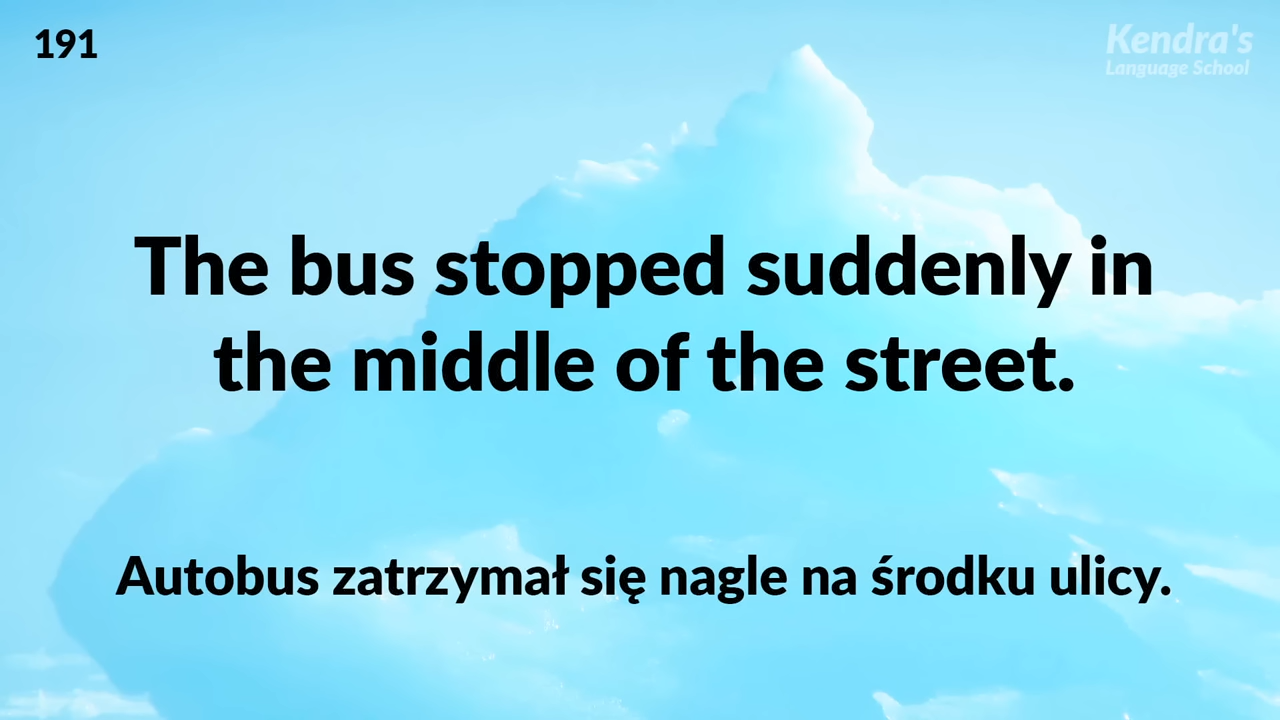 191
Kendra's
Language School
The bus stopped suddenly in
the middle of the street.
Autobus zatrzymał się nagle na środku ulicy.